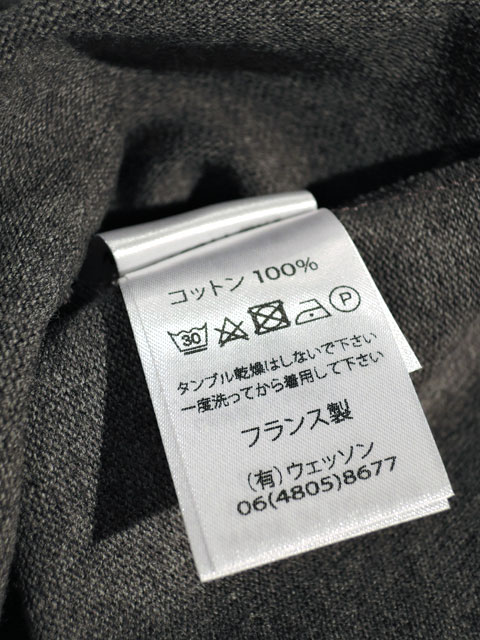 コットン 100%
30 P
タンブル乾燥はしないで下さい
一度洗ってから着用して下さい
フランス製
(有)ウェッソン
06(4805)8677